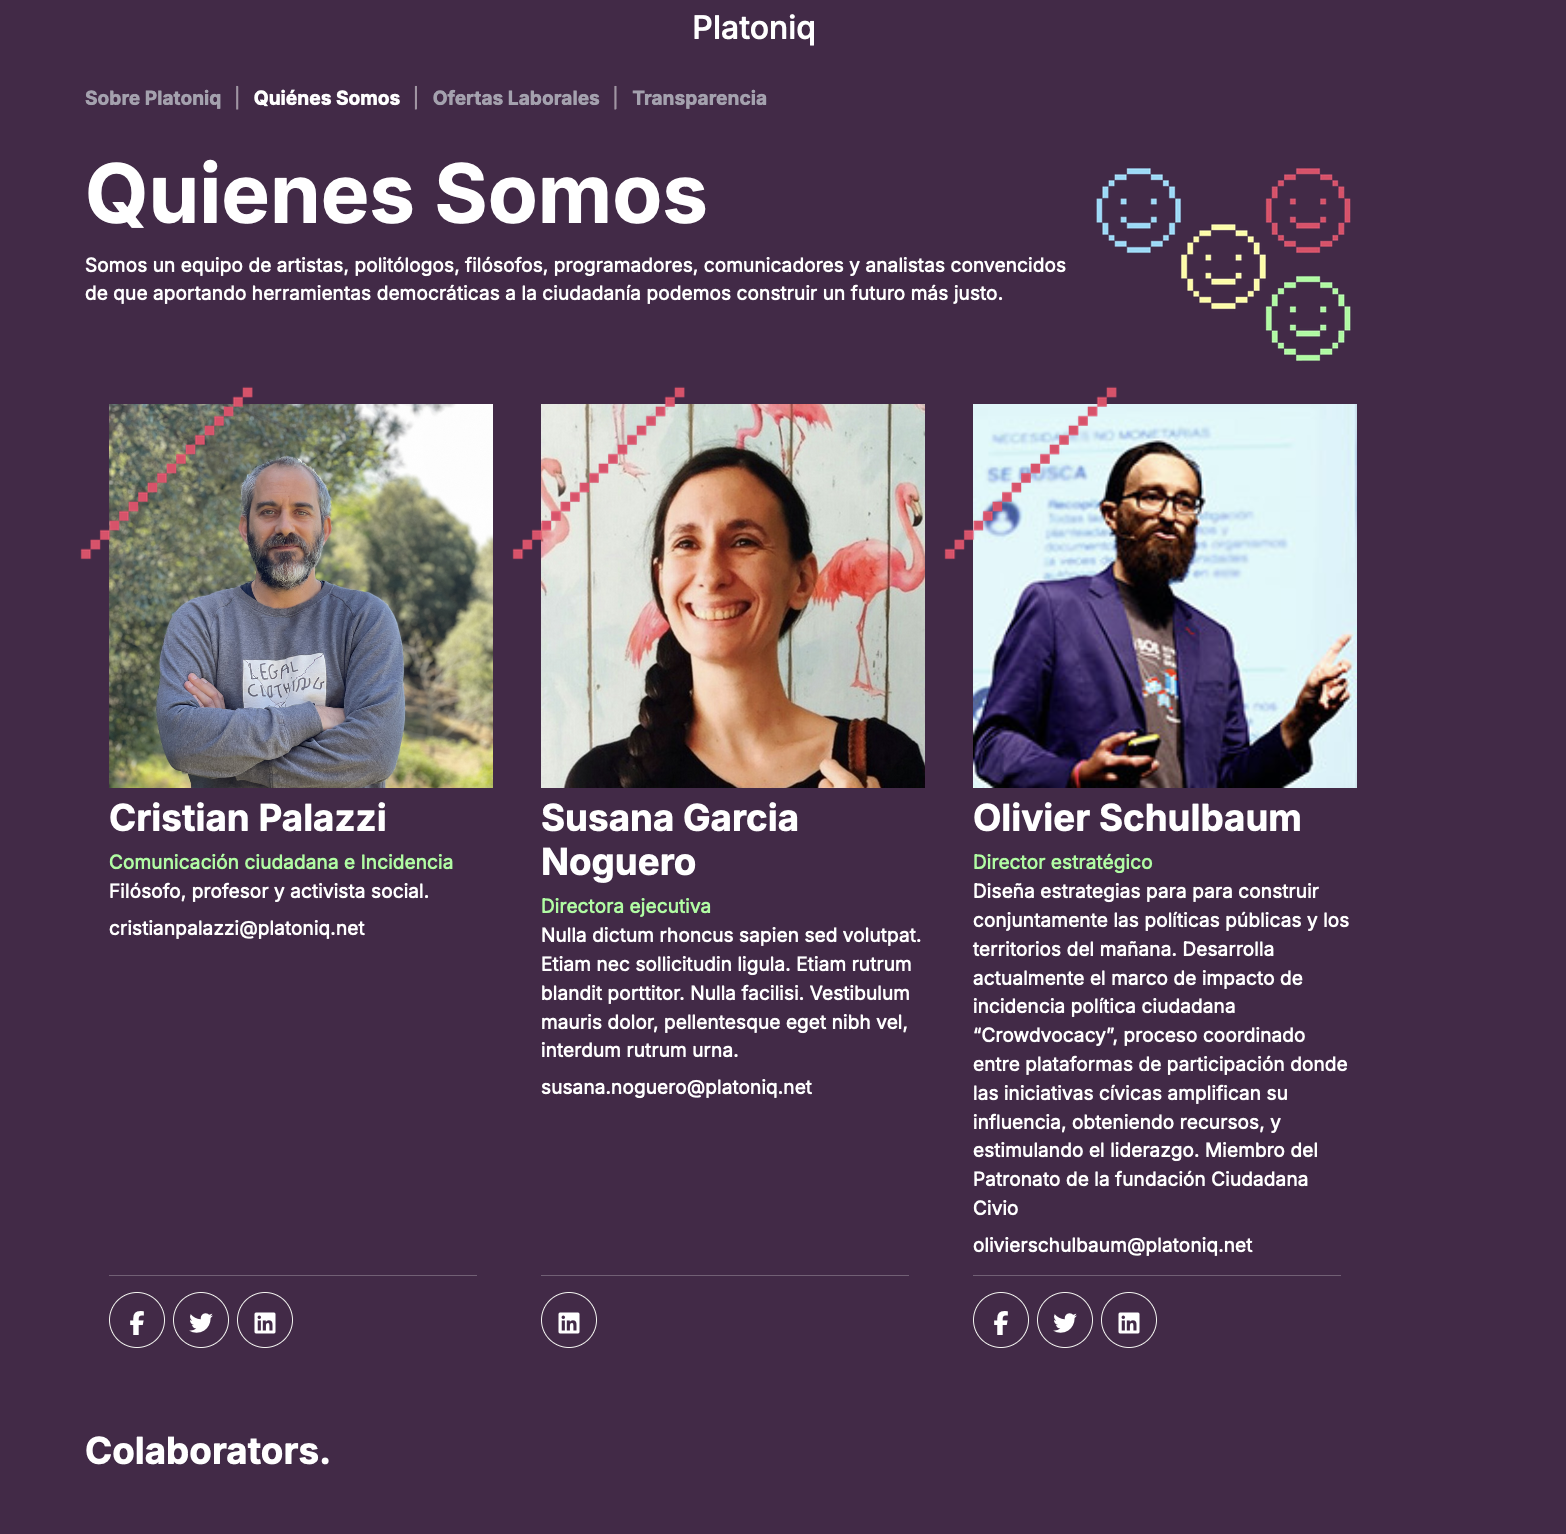 Platoniq
Sobre Platoniq | Quiénes Somos | Ofertas Laborales | Transparencia
Quienes Somos
Somos un equipo de artistas, politólogos, filósofos, programadores, comunicadores y analistas convencidos
de que aportando herramientas democráticas a la ciudadanía podemos construir un futuro más justo.
LEGAL
CLOTHING
NO MONETARIAS
SE BUSCA
Cristian Palazzi
Comunicación ciudadana e Incidencia
Filósofo, profesor y activista social.
cristianpalazzi@platoniq.net
Susana Garcia
Noguero
Directora ejecutiva
Nulla dictum rhoncus sapien sed volutpat.
Etiam nec sollicitudin ligula. Etiam rutrum
blandit porttitor. Nulla facilisi. Vestibulum
mauris dolor, pellentesque eget nibh vel,
interdum rutrum urna.
susana.noguero@platoniq.net
Olivier Schulbaum
Director estratégico
Diseña estrategias para para construir
conjuntamente las políticas públicas y los
territorios del mañana. Desarrolla
actualmente el marco de impacto de
incidencia política ciudadana
“Crowdvocacy”, proceso coordinado
entre plataformas de participación donde
las iniciativas cívicas amplifican su
influencia, obteniendo recursos, y
estimulando el liderazgo. Miembro del
Patronato de la fundación Ciudadana
Civio
olivierschulbaum@platoniq.net
Colaborators.